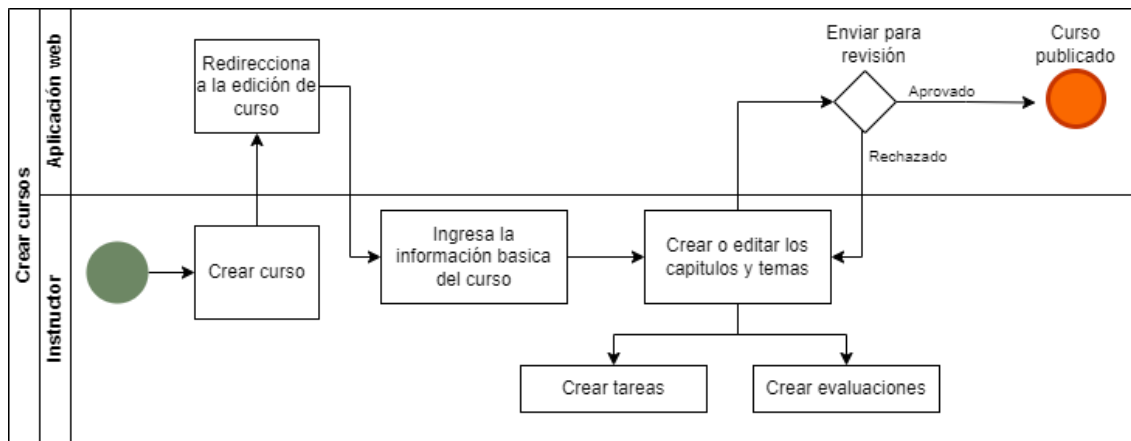 Crear cursos
Aplicación web
Redirecciona
a la edición de
curso
Enviar para
revisión
Curso
publicado
Aprovado
Rechazado
Instructor
Crear curso
Ingresa la
información basica
del curso
Crear o editar los
capitulos y temas
Crear tareas
Crear evaluaciones